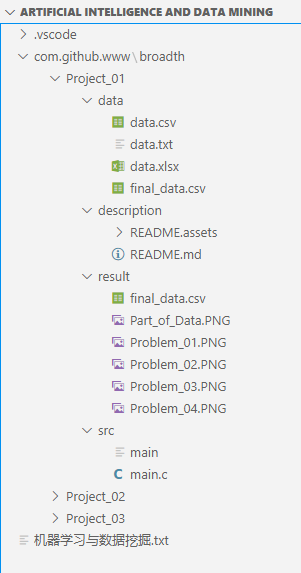 ARTIFICIAL INTELLIGENCE AND DATA MINING
.vscode
com.github.www\broadth
Project_01
data
data.csv
data.txt
data.xlsx
final_data.csv
description
README.assets
README.md
result
final_data.csv
Part_of_Data.PNG
Problem_01.PNG
Problem_02.PNG
Problem_03.PNG
Problem_04.PNG
src
main
C main.c
Project_02
Project_03
机器学习与数据挖掘.txt